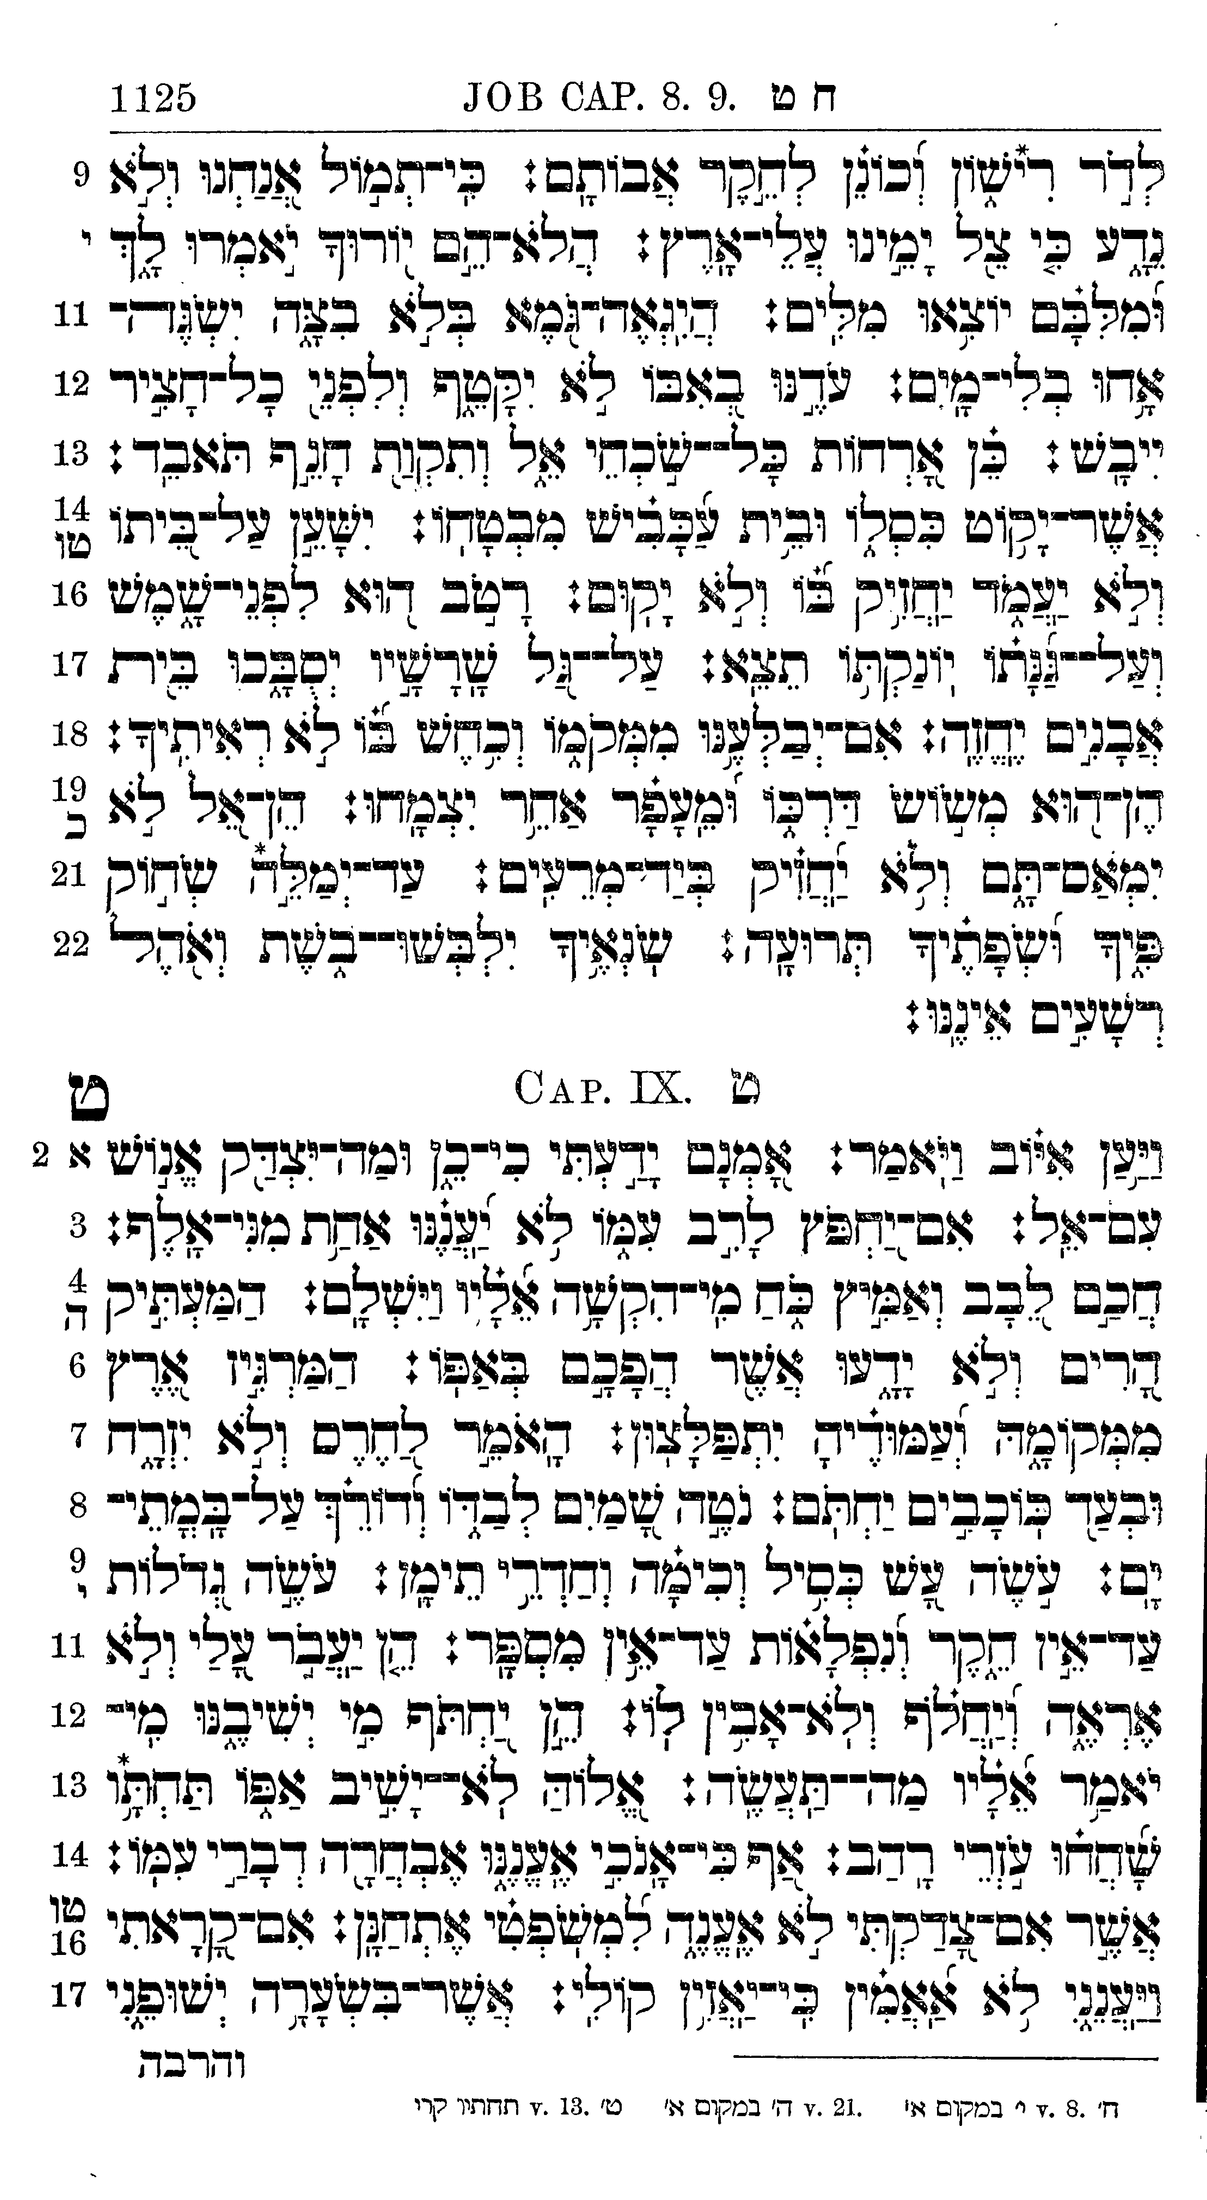 1125 JOB CAP. 8. 9. ח ט
לְדֹ֣ר רִ֭ישׁוֹן וְ֝כוֹנֵ֗ן לְחֵ֣קֶר אֲבוֹתָֽם׃ כִּֽי־תְמ֣וֹל אֲ֭נַחְנוּ וְלֹ֣א 9
נֵדָ֑ע כִּ֤י צֵ֖ל יָמֵ֣ינוּ עֲלֵי־אָֽרֶץ׃ הֲלֹא־הֵ֣ם י֭וֹרוּךָ יֹ֣אמְרוּ לָ֑ךְ י
וּ֝מִלִּבָּ֗ם יוֹצִ֥אוּ מִלִּֽים׃ הֲיִֽגְאֶה־גֹּ֭מֶא בְּלֹ֣א בִצָּ֑ה יִשְׂגֶּה־ 11
אָ֥חוּ בְלִי־מָֽיִם׃ עֹדֶ֣נּוּ בְ֭אִבּוֹ לֹ֣א יִקָּטֵ֑ף וְלִפְנֵ֖י כָל־חָצִ֣יר 12
יִיבָֽשׁ׃ כֵּ֗ן אָ֭רְחוֹת כָּל־שֹׁ֣כְחֵי אֵ֑ל וְתִקְוַ֖ת חָנֵ֣ף תֹּאבֵֽד׃ 13
אֲשֶׁר־יָק֥וֹט כִּסְל֑וֹ וּבֵ֥ית עַ֝כָּבִ֗ישׁ מִבְטַחֽוֹ׃ יִשָּׁעֵ֣ן עַל־בֵּ֭יתוֹ 14 טו
וְלֹ֣א יַעֲמֹ֑ד יַחֲזִ֥יק בּ֝֗וֹ וְלֹ֣א יָקֽוּם׃ רָטֹ֣ב ה֭וּא לִפְנֵי־שָׁ֑מֶשׁ 16
וְעַל־גַּ֝נָּת֗וֹ יֽוֹנַקְתּ֥וֹ תֵצֵֽא׃ עַל־גַּ֭ל שָֽׁרָשָׁ֣יו יְסֻבָּ֑כוּ בֵּ֖ית 17
אֲבָנִ֣ים יֶחֱזֶֽה׃ אִם־יְבַלְּעֶ֥נּוּ מִמְּקֹמ֑וֹ וְכִ֥חֶשׁ בּ֝֗וֹ לֹ֣א רְאִיתִֽיךָ׃ 18
הֶן־ה֭וּא מְשׂ֣וֹשׂ דַּרְכּ֑וֹ וּ֝מֵעָפָ֗ר אַחֵ֥ר יִצְמָֽחוּ׃ הֶן־אֵ֭ל לֹ֣א 19 כ
יִמְאַס־תָּ֑ם וְלֹ֥א יַ֝חֲזִ֗יק בְּיַד־מְרֵעִֽים׃ עַד־יְמַלֵּ֣ה שְׂח֣וֹק 21
פִּ֑יךָ וּ֝שְׂפָתֶ֗יךָ תְּרוּעָֽה׃ שֹֽׂנְאֶ֥יךָ יִלְבְּשׁוּ־בֹ֑שֶׁת וְאֹ֖הֶל 22
רְשָׁעִ֣ים אֵינֶֽנּוּ׃
CAP. IX. ט ט
וַיַּ֥עַן אִיּ֗וֹב וַיֹּאמַֽר׃ אָ֭מְנָם יָדַ֣עְתִּי כִי־כֵ֑ן וּמַה־יִּצְדַּ֖ק אֱנ֣וֹשׁ א 2
עִם־אֵֽל׃ אִם־יַ֭חְפֹּץ לָרִ֣ב עִמּ֑וֹ לֹֽא־יַ֝עֲנֶ֗נּוּ אַחַ֥ת מִנִּי־אָֽלֶף׃ 3
חֲכַ֣ם לֵ֭בָב וְאַמִּ֣יץ כֹּ֑חַ מִֽי־הִקְשָׁ֥ה אֵ֝לָ֗יו וַיִּשְׁלָֽם׃ הַמַּעְתִּ֣יק 4 ה
הָ֭רִים וְלֹ֣א יָדָ֑עוּ אֲשֶׁ֖ר הֲפָכָ֣ם בְּאַפּֽוֹ׃ הַמַּרְגִּ֣יז אֶ֭רֶץ 6
מִמְּקוֹמָ֑הּ וְ֝עַמּוּדֶ֗יהָ יִתְפַלָּצֽוּן׃ הָאֹמֵ֣ר לַ֭חֶרֶס וְלֹ֣א יִזְרָ֑ח 7
וּבְעַ֖ד כּֽוֹכָבִ֣ים יַחְתֹּֽם׃ נֹטֶ֣ה שָׁמַ֣יִם לְבַדּ֑וֹ וְ֝דוֹרֵ֗ךְ עַל־בָּ֥מֳתֵי־ 8
יָֽם׃ עֹֽשֶׂה עָ֭שׁ כְּסִ֥יל וְכִימָ֗ה וְחַדְרֵ֥י תֵימָֽן׃ עֹשֶׂ֣ה גְ֭דֹלוֹת 9 י
עַד־אֵ֣ין חֵ֑קֶר וְנִ֝פְלָא֗וֹת עַד־אֵ֥ין מִסְפָּֽר׃ הֵ֤ן יַעֲבֹ֣ר עָ֭לַי וְלֹ֣א 11
אֶרְאֶ֑ה וְ֝יַחֲלֹ֗ף וְֽלֹא־אָבִ֥ין לֽוֹ׃ הֵ֣ן יַ֭חְתֹּף מִ֣י יְשִׁיבֶ֑נּוּ מִֽי־ 12
יֹאמַ֥ר אֵ֝לָ֗יו מַה־תַּעֲשֶֽׂה׃ אֱ֭לוֹהַּ לֹֽא־יָשִׁ֣יב אַפּ֑וֹ תַּחְתָּ֥ו 13
שָׁ֝חֲח֗וּ עֹ֣זְרֵי רָֽהַב׃ אַ֭ף כִּֽי־אָנֹכִ֣י אֶעֱנֶ֑נּוּ אֶבְחֲרָ֖ה דְבָרַ֣י עִמּֽוֹ׃ 14
אֲשֶׁ֣ר אִם־צָ֭דַקְתִּי לֹ֣א אֶעֱנֶ֑ה לִ֝מְשֹׁפְטִ֗י אֶתְחַנָּֽן׃ אִם־קָרָ֥אתִי טו 16
וַֽיַּעֲנֵ֑נִי לֹ֥א אַ֝אֲמִ֗ין כִּֽי־יַאֲזִ֥ין קוֹלִֽי׃ אֲשֶׁר־בִּשְׂעָרָ֥ה יְשׁוּפֵ֑נִי 17
והרבה
ח׳ v. 8. י׳ במקום א׳ v. 21. ה׳ במקום א׳ ט׳ v. 13. תחתיו קרי